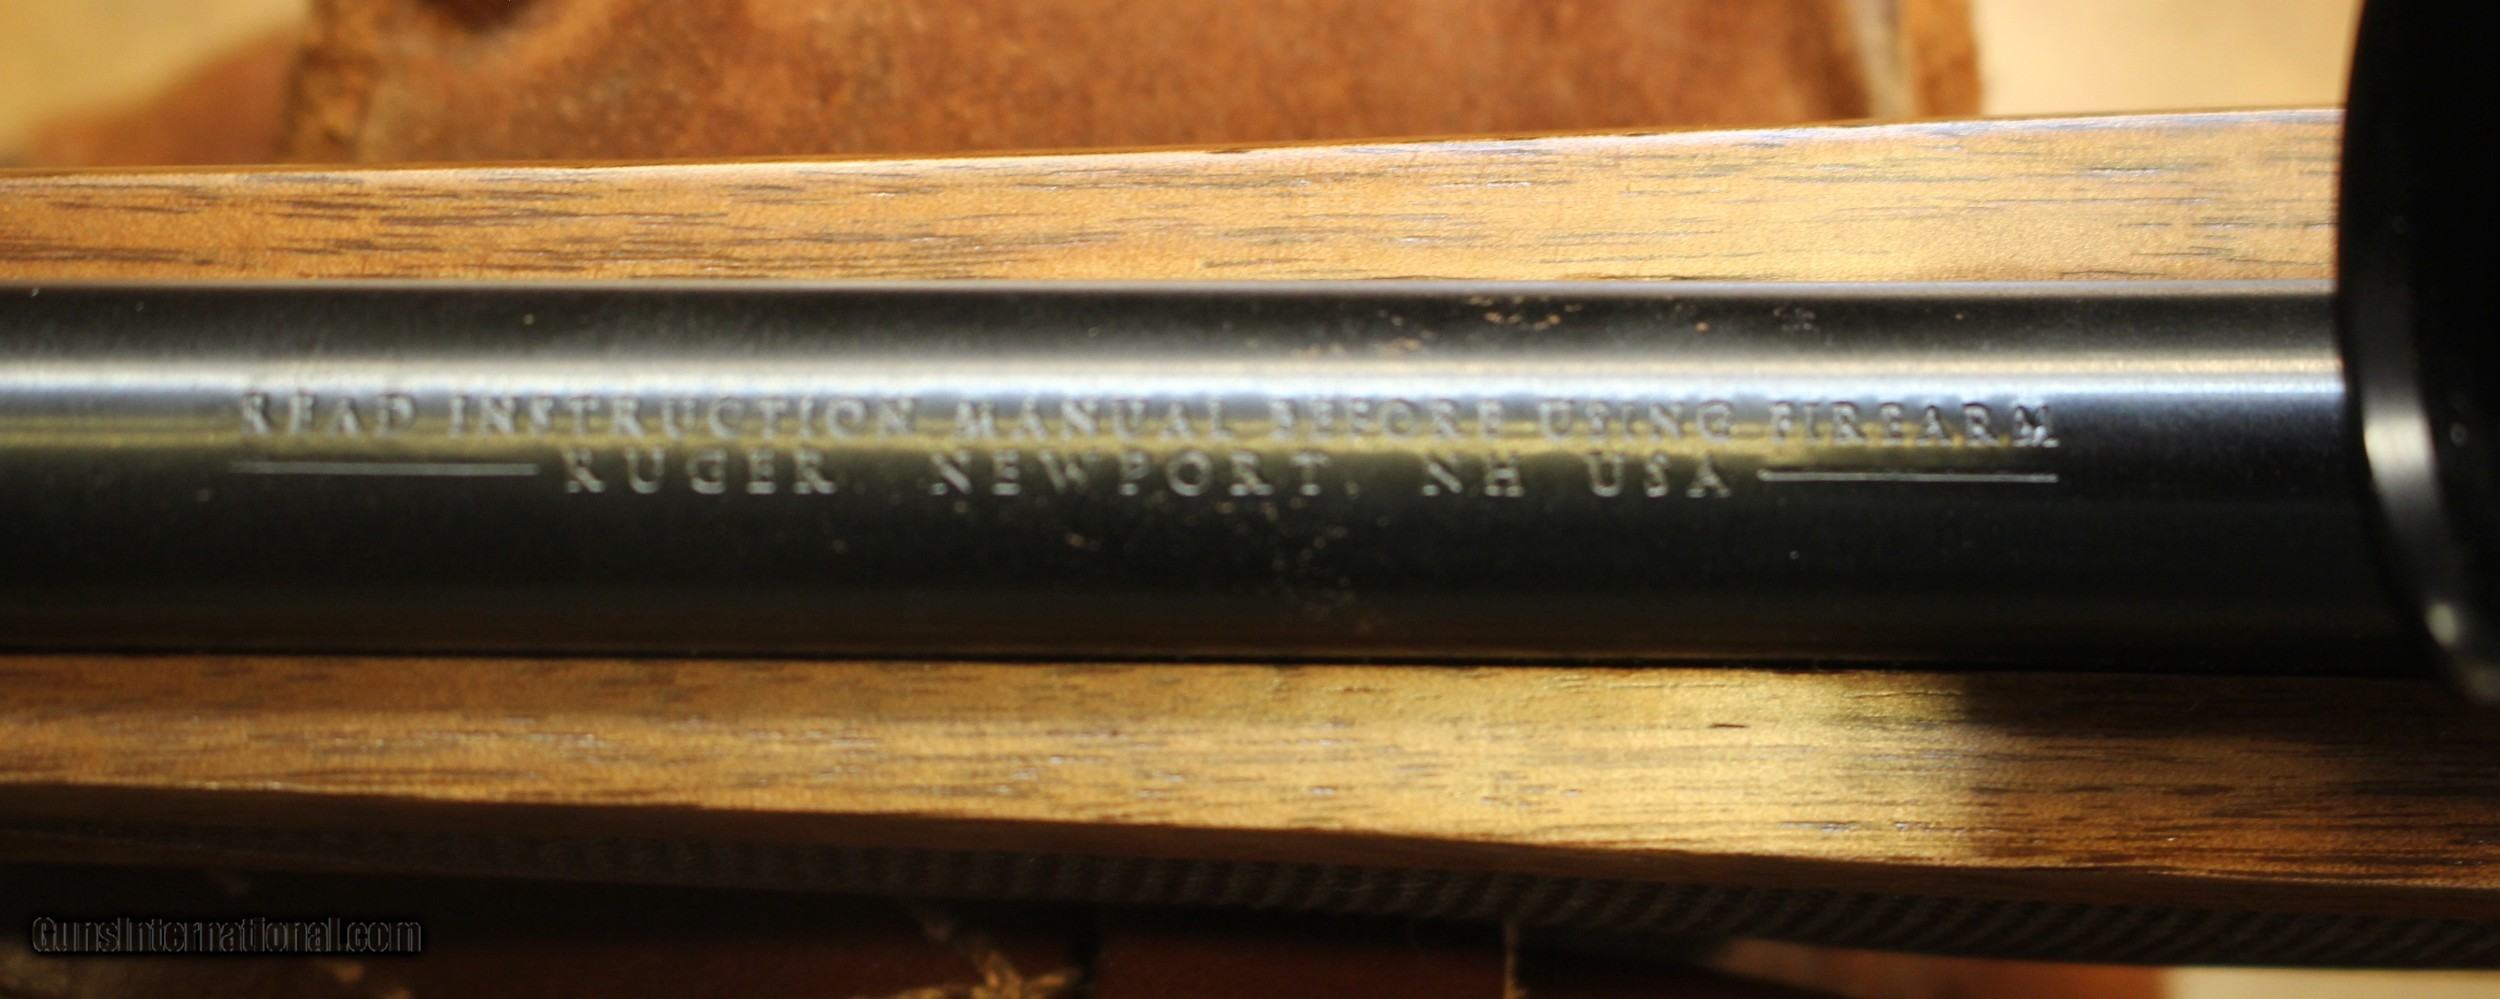 READ INSTRUCTION MANUAL BEFORE USING FIREARM
RUGER, NEWPORT, NH USA
GunsInternational.com